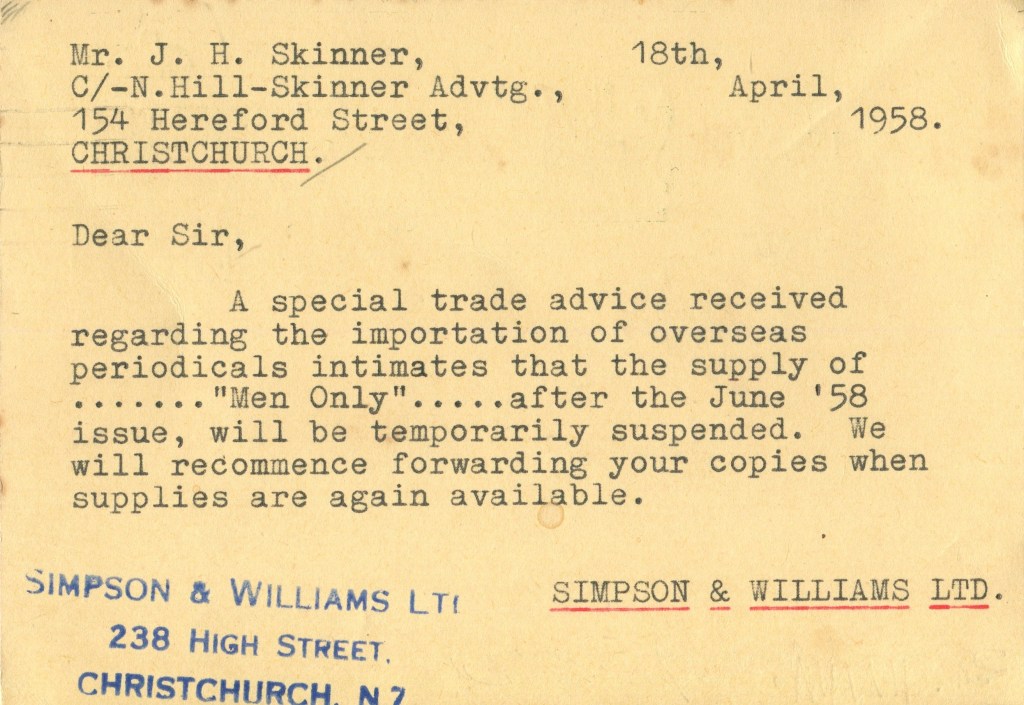 Mr. J. H. Skinner, 18th,
C/-N.Hill-Skinner Advtg., April,
154 Hereford Street, 1958.
CHRISTCHURCH.
Dear Sir,
A special trade advice received
regarding the importation of overseas
periodicals intimates that the supply of
......."Men Only".....after the June '58
issue, will be temporarily suspended. We
will recommence forwarding your copies when
supplies are again available.
SIMPSON & WILLIAMS LTD.
SIMPSON & WILLIAMS LT
238 HIGH STREET,
CHRISTCHURCH, N Z